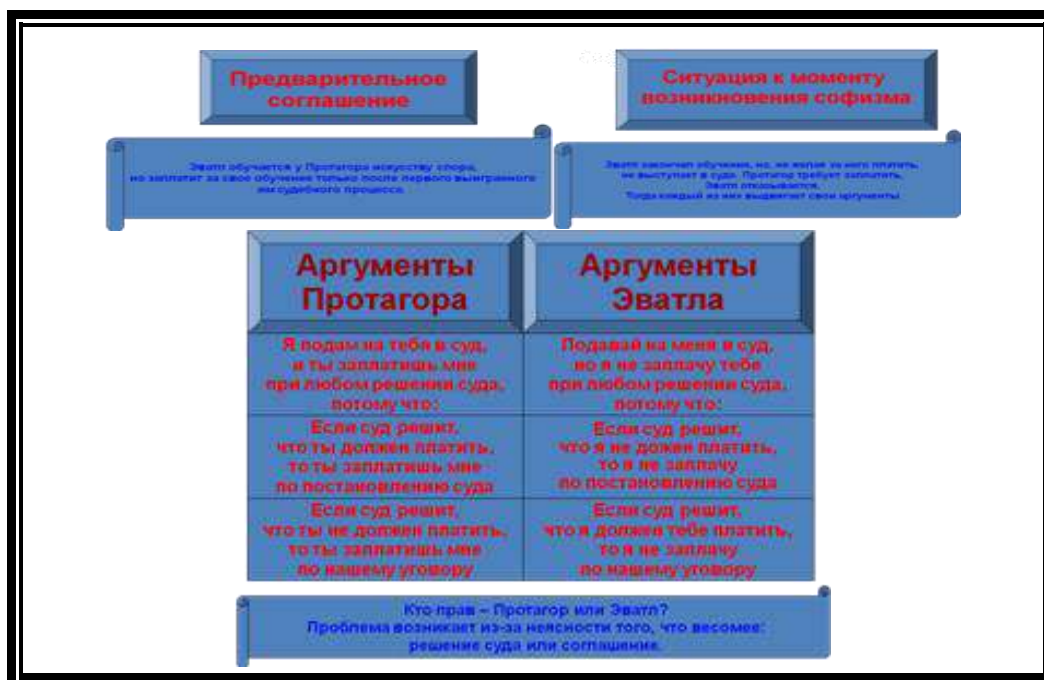 Предварительное
соглашение
Ситуация к моменту
возникновения софизма
Эватл обучается у Протагора искусству спора,
но заплатит за свое обучение только после первого выигранного
им судебного процесса.
Эватл закончил обучение, но, не желая за него платить,
не выступает в суде. Протагор требует заплатить,
Эватл отказывается.
Тогда каждый из них выдвигает свои аргументы
Аргументы
Протагора
Аргументы
Эватла
Я подам на тебя в суд,
и ты заплатишь мне
при любом решении суда,
потому что:
Подавай на меня в суд,
но я не заплачу тебе
при любом решении суда,
потому что:
Если суд решит,
что ты должен платить,
то ты заплатишь мне
по постановлению суда
Если суд решит,
что я не дожен платить,
то я не заплачу
по постановлению суда
Если суд решит,
что ты не должен платить,
то ты заплатишь мне
по нашему уговору
Если суд решит,
что я должен тебе платить,
то я не заплачу
по нашему уговору
Кто прав – Протагор или Эватл?
Проблема возникает из-за неясности того, что весомее:
решение суда или соглашение.